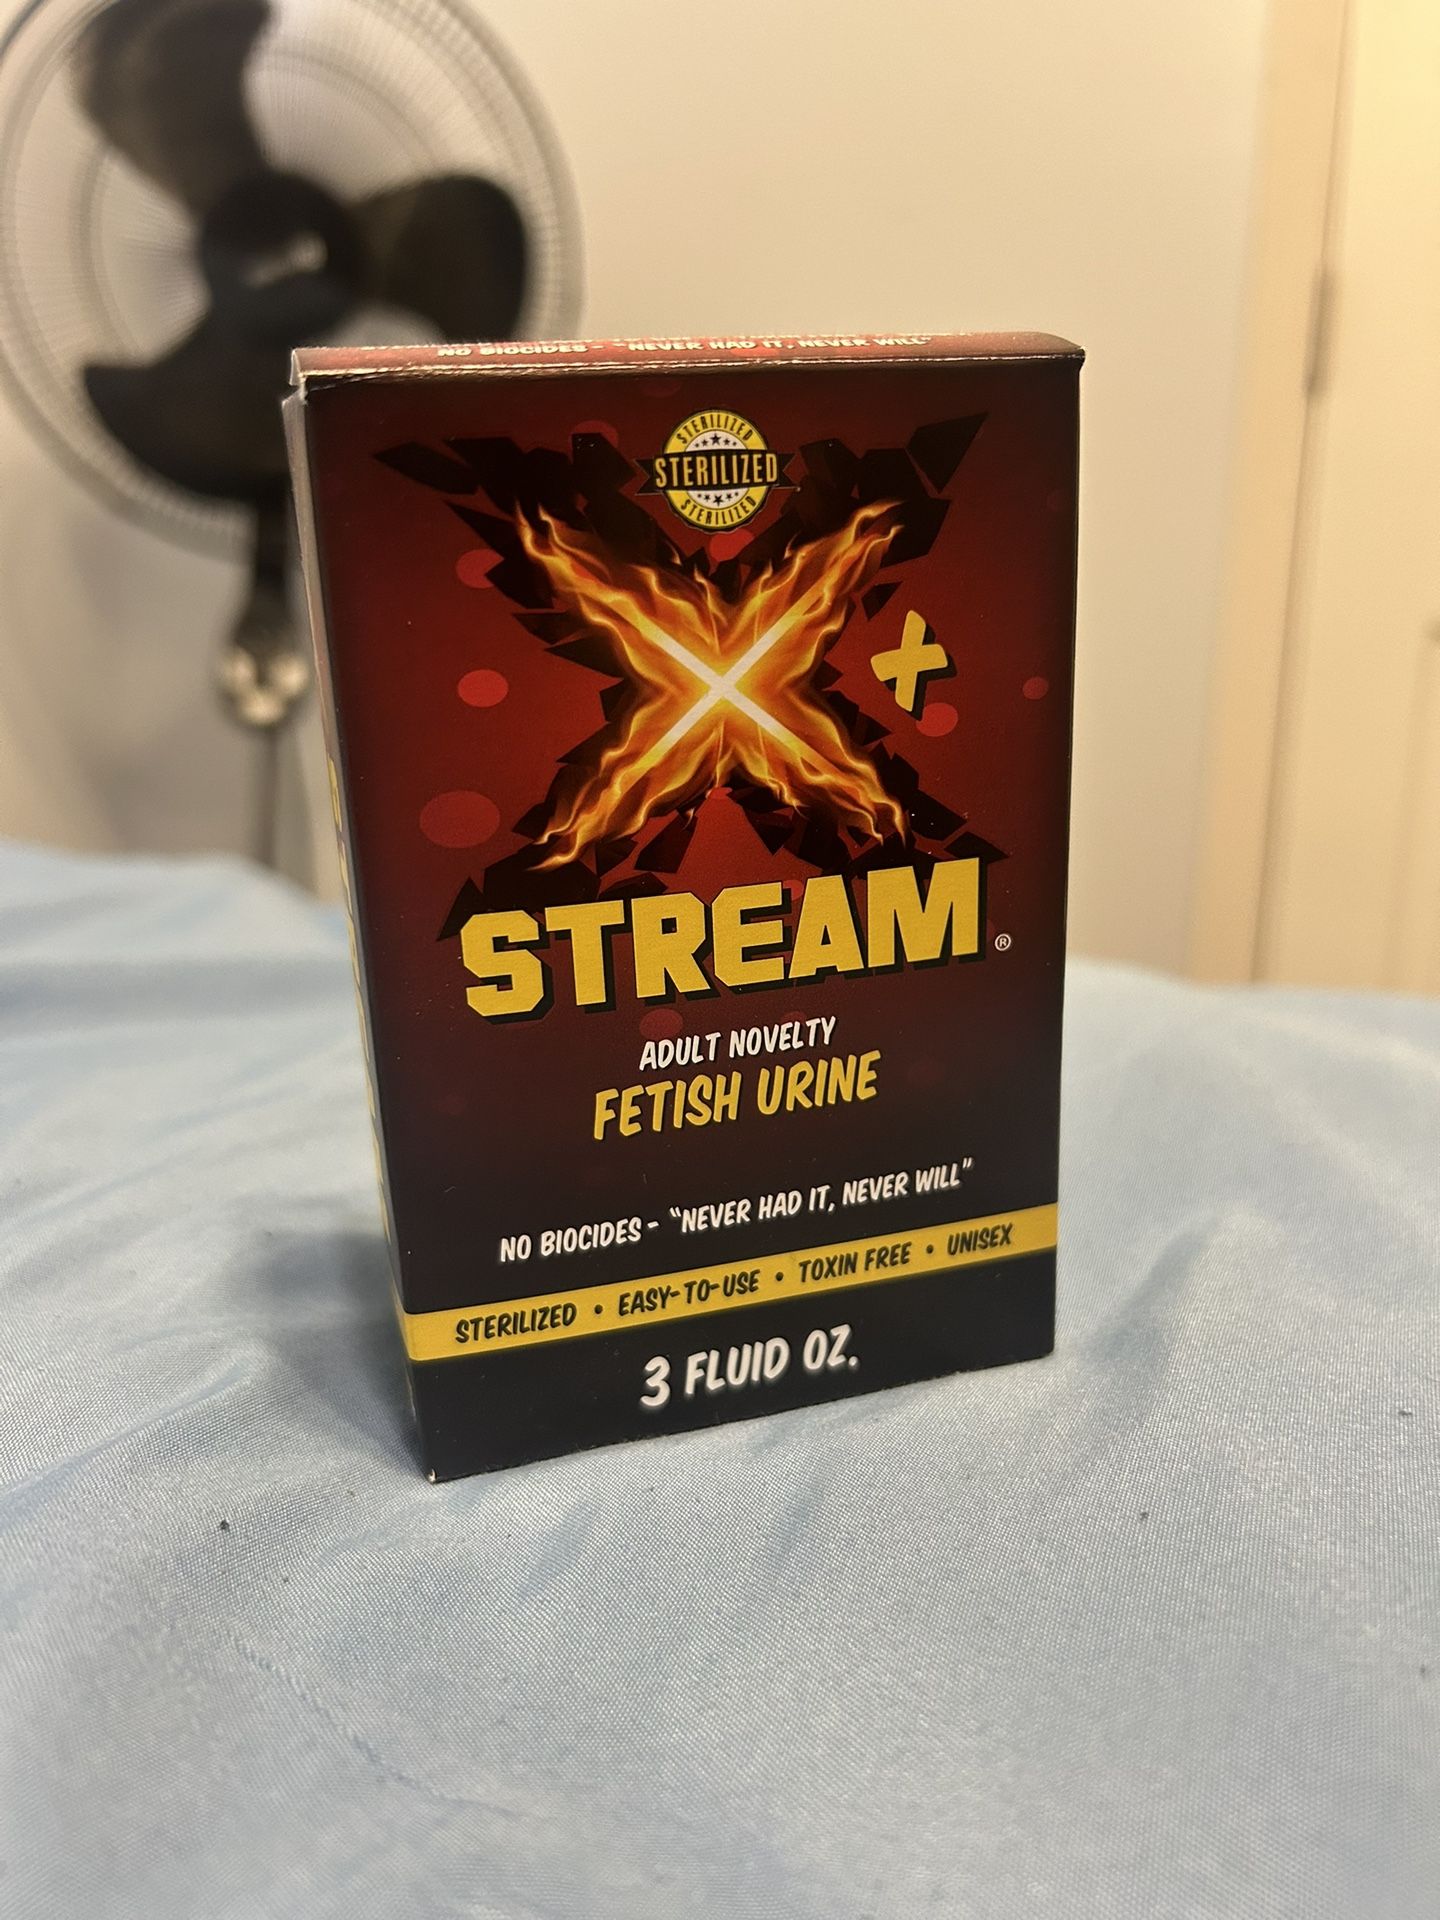 NO BIOCIDES - "NEVER HAD IT, NEVER WILL"
STERILIZED
STERILIZED
STERILIZED
X+
STREAM®
ADULT NOVELTY
FETISH URINE
NO BIOCIDES - "NEVER HAD IT, NEVER WILL"
STERILIZED • EASY-TO-USE • TOXIN FREE • UNISEX
3 FLUID OZ.